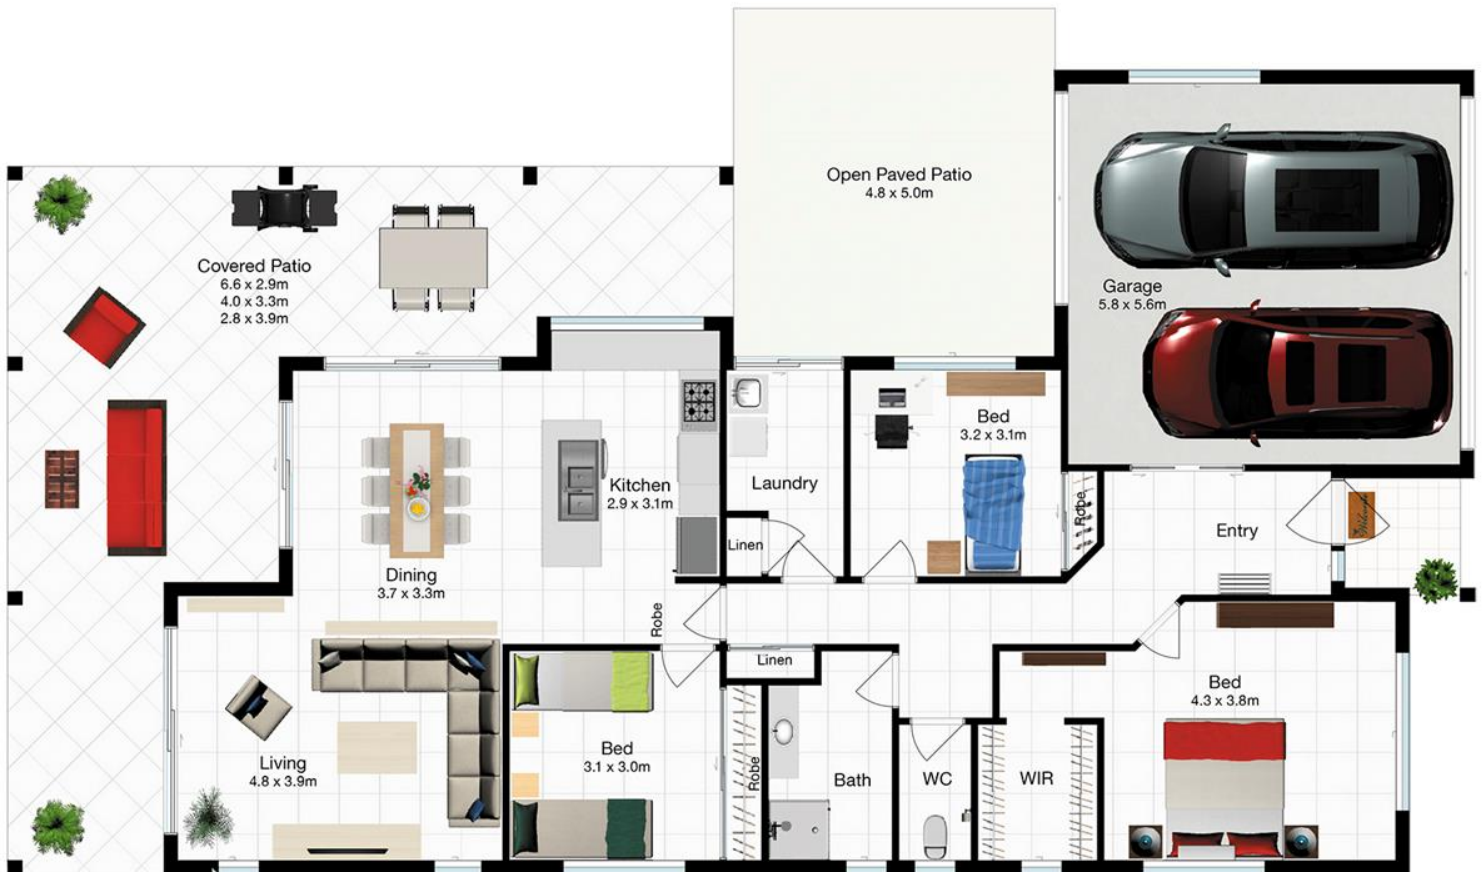 Open Paved Patio
4.8 x 5.0m
Covered Patio
6.6 x 2.9m
4.0 x 3.3m
2.8 x 3.9m
Garage
5.8 x 5.6m
Bed
3.2 x 3.1m
Kitchen
2.9 x 3.1m
Laundry
Robe
Linen
Entry
Welcome
Dining
3.7 x 3.3m
Robe
Linen
Bed
4.3 x 3.8m
Living
4.8 x 3.9m
Bed
3.1 x 3.0m
Robe
Bath
WC
WIR